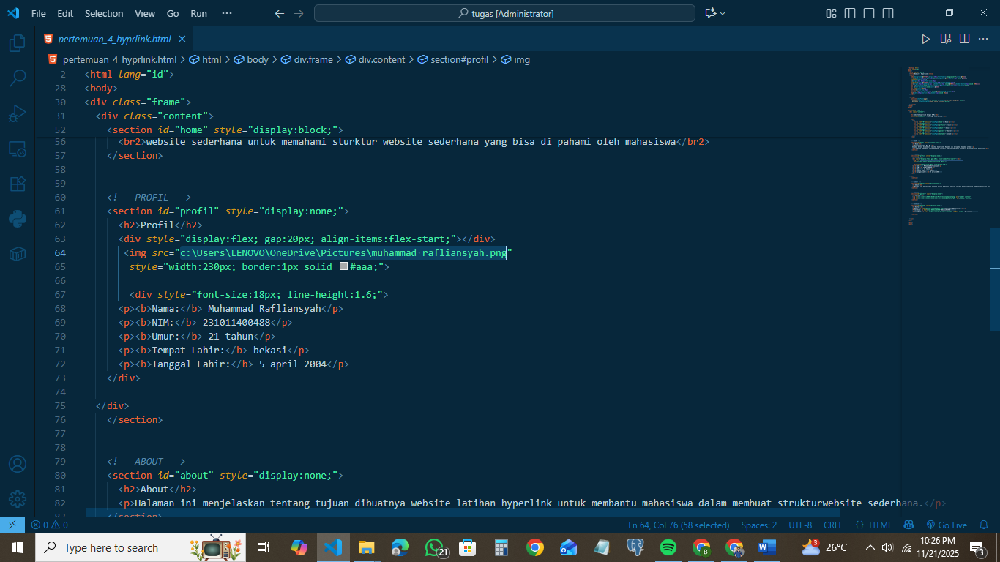 File Edit Selection View Go Run ··· tugas [Administrator]
pertemuan_4_hyprlink.html
pertemuan_4_hyprlink.html > html > body > div.frame > div.content > section#profil > img
2 <html lang="id">
28 <body>
30 <div class="frame">
31 <div class="content">
52 <section id="home" style="display:block;">
56 <br2>website sederhana untuk memahami sturktur website sederhana yang bisa di pahami oleh mahasiswa</br2>
57 </section>
58
59
60 <!-- PROFIL -->
61 <section id="profil" style="display:none;">
62 <h2>Profil</h2>
63 <div style="display:flex; gap:20px; align-items:flex-start;"></div>
64 <img src="c:\Users\LENOVO\OneDrive\Pictures\muhammad rafliansyah.png"
65 style="width:230px; border:1px solid #aaa;">
66
67 <div style="font-size:18px; line-height:1.6;">
68 <p><b>Nama:</b> Muhammad Rafliansyah</p>
69 <p><b>NIM:</b> 231011400488</p>
70 <p><b>Umur:</b> 21 tahun</p>
71 <p><b>Tempat Lahir:</b> bekasi</p>
72 <p><b>Tanggal Lahir:</b> 5 april 2004</p>
73 </div>
74
75 </div>
76 </section>
77
78
79 <!-- ABOUT -->
80 <section id="about" style="display:none;">
81 <h2>About</h2>
82 <p>Halaman ini menjelaskan tentang tujuan dibuatnya website latihan hyperlink untuk membantu mahasiswa dalam membuat strukturwebsite sederhana.</p>
83 </section>
0 0 Ln 64, Col 76 (58 selected) Spaces: 2 UTF-8 CRLF { } HTML Go Live
Type here to search 21 B 3 26°C 10:26 PM
11/21/2025 3